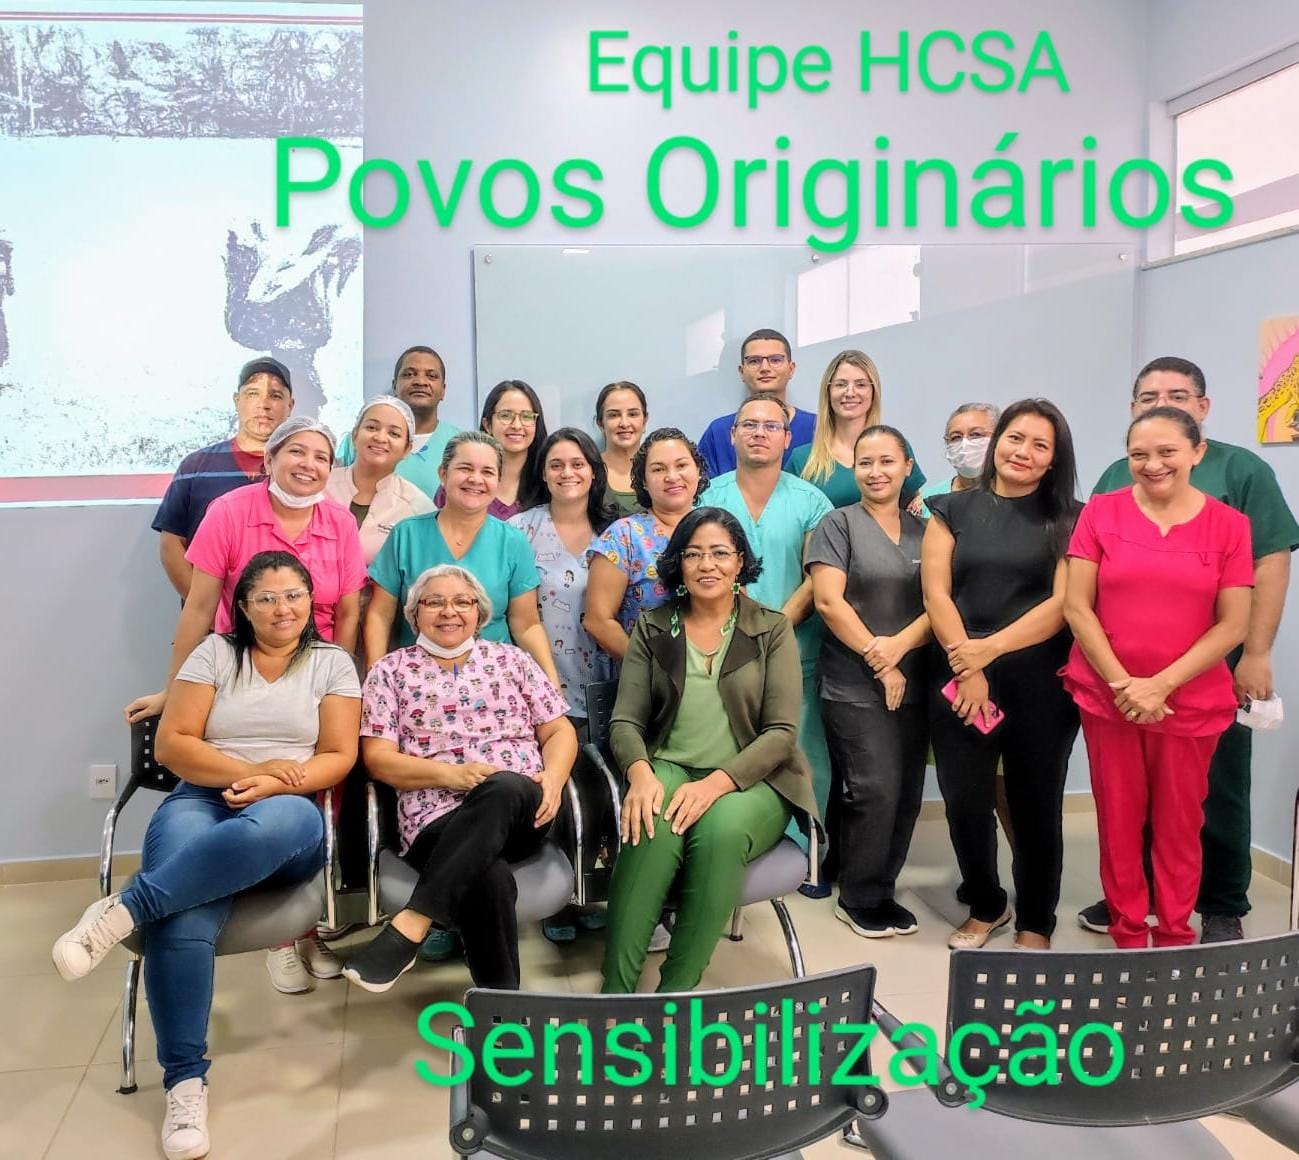 Equipe HCSA
Povos Originários
Sensibilização